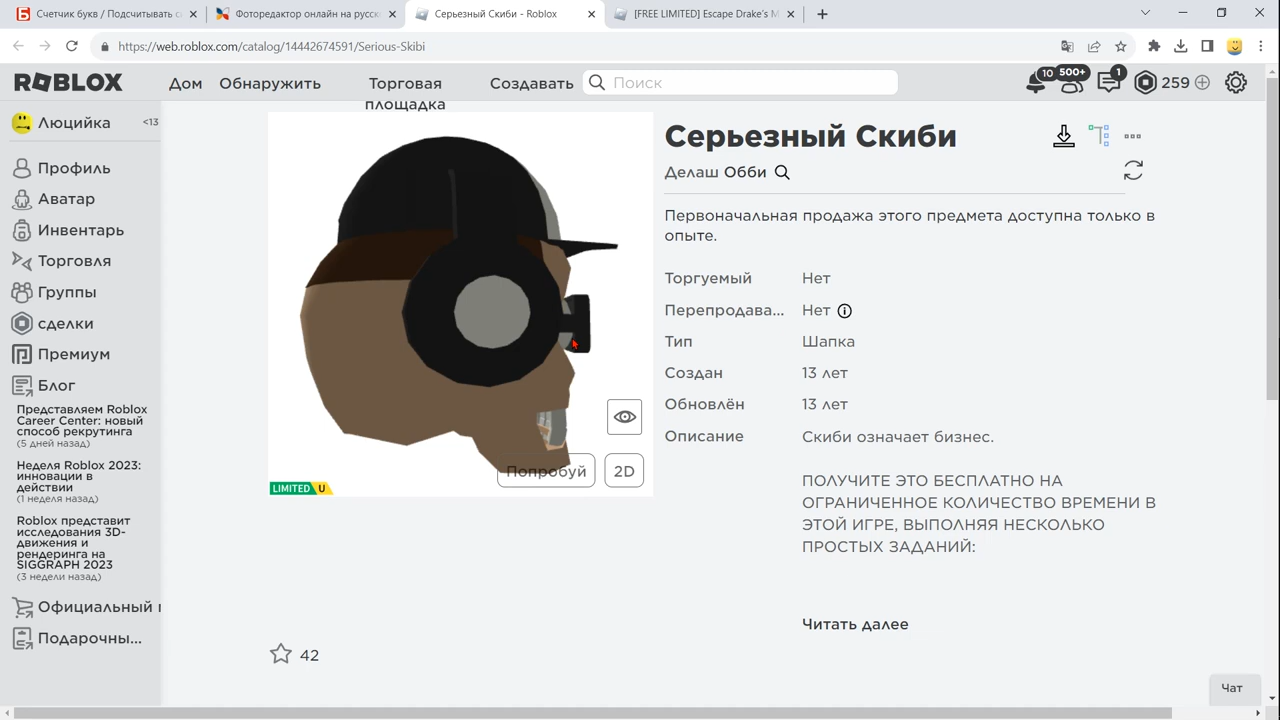 Счетчик букв / Подсчитывать с
Фоторедактор онлайн на русск
Серьезный Скиби - Roblox
[FREE LIMITED] Escape Drake's M
https://web.roblox.com/catalog/14442674591/Serious-Skibi
ROBLOX
Дом
Обнаружить
Торговая
площадка
Создавать
Поиск
10
500+
1
259
Люцийка
<13
Профиль
Аватар
Инвентарь
Торговля
Группы
сделки
Премиум
Блог
Представляем Roblox
Career Center: новый
способ рекрутинга
(5 дней назад)
Неделя Roblox 2023:
инновации в
действии
(1 неделя назад)
Roblox представит
исследования 3D-
движения и
рендеринга на
SIGGRAPH 2023
(3 недели назад)
Официальный г
Подарочны...
Попробуй
2D
LIMITED U
42
Серьезный Скиби
Делаш Обби
Первоначальная продажа этого предмета доступна только в
опыте.
Торгуемый Нет
Перепродава... Нет
Тип Шапка
Создан 13 лет
Обновлён 13 лет
Описание Скиби означает бизнес.
ПОЛУЧИТЕ ЭТО БЕСПЛАТНО НА
ОГРАНИЧЕННОЕ КОЛИЧЕСТВО ВРЕМЕНИ В
ЭТОЙ ИГРЕ, ВЫПОЛНЯЯ НЕСКОЛЬКО
ПРОСТЫХ ЗАДАНИЙ:
Читать далее
Чат